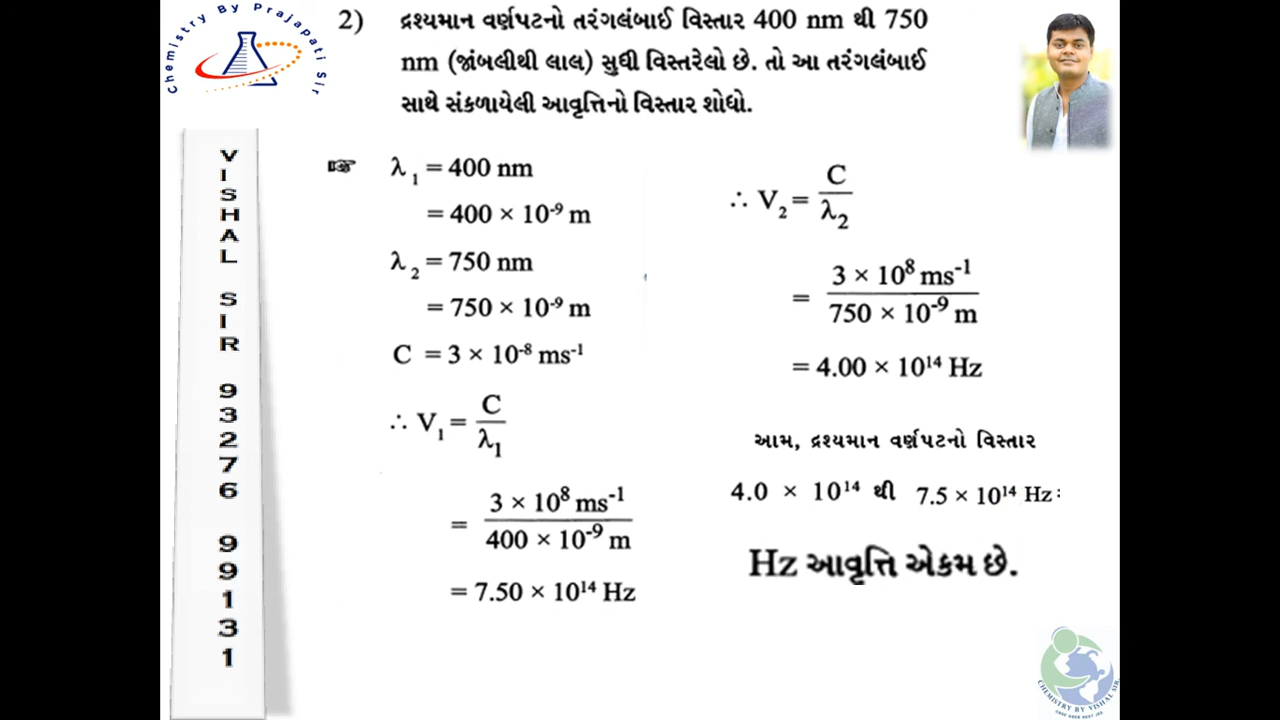 Chemistry By Prajapati Sir
VISHAL SIR 93276 99131
2) દ્રશ્યમાન વર્ણપટનો તરંગલંબાઈ વિસ્તાર 400 nm થી 750
nm (જાંબલીથી લાલ) સુધી વિસ્તરેલો છે. તો આ તરંગલંબાઈ
સાથે સંકળાયેલી આવૃત્તિનો વિસ્તાર શોધો.
☞ λ₁ = 400 nm
= 400 × 10⁻⁹ m
λ₂ = 750 nm
= 750 × 10⁻⁹ m
C = 3 × 10⁻⁸ ms⁻¹
∴ V₁ = C / λ₁
= 3 × 10⁸ ms⁻¹ / 400 × 10⁻⁹ m
= 7.50 × 10¹⁴ Hz
∴ V₂ = C / λ₂
= 3 × 10⁸ ms⁻¹ / 750 × 10⁻⁹ m
= 4.00 × 10¹⁴ Hz
આમ, દ્રશ્યમાન વર્ણપટનો વિસ્તાર
4.0 × 10¹⁴ થી 7.5 × 10¹⁴ Hz
Hz આવૃત્તિ એકમ છે.
CHEMISTRY BY VISHAL SIR